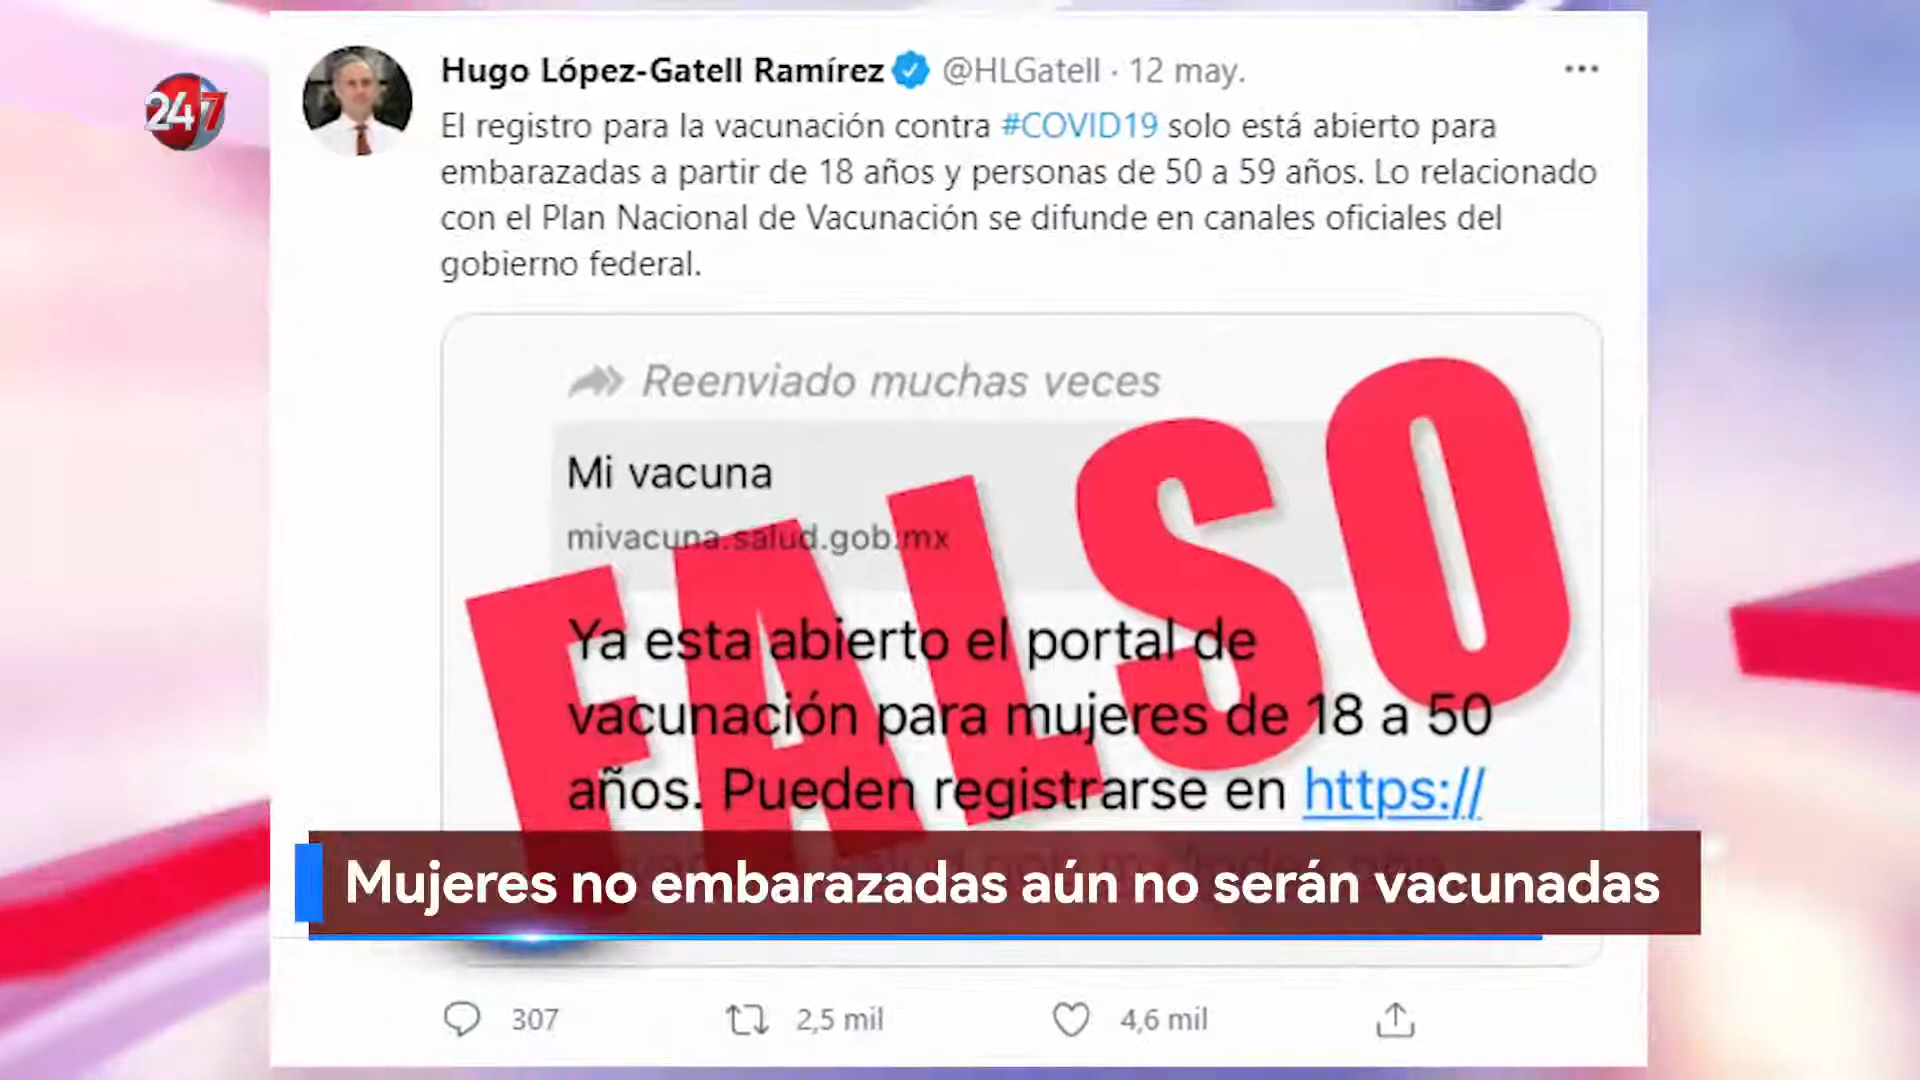 24 7
Hugo López-Gatell Ramírez @HLGatell · 12 may.
El registro para la vacunación contra #COVID19 solo está abierto para
embarazadas a partir de 18 años y personas de 50 a 59 años. Lo relacionado
con el Plan Nacional de Vacunación se difunde en canales oficiales del
gobierno federal.
Reenviado muchas veces
Mi vacuna
mivacuna.salud.gob.mx
FALSO
Ya esta abierto el portal de
vacunación para mujeres de 18 a 50
años. Pueden registrarse en https://
Mujeres no embarazadas aún no serán vacunadas
307 2,5 mil 4,6 mil